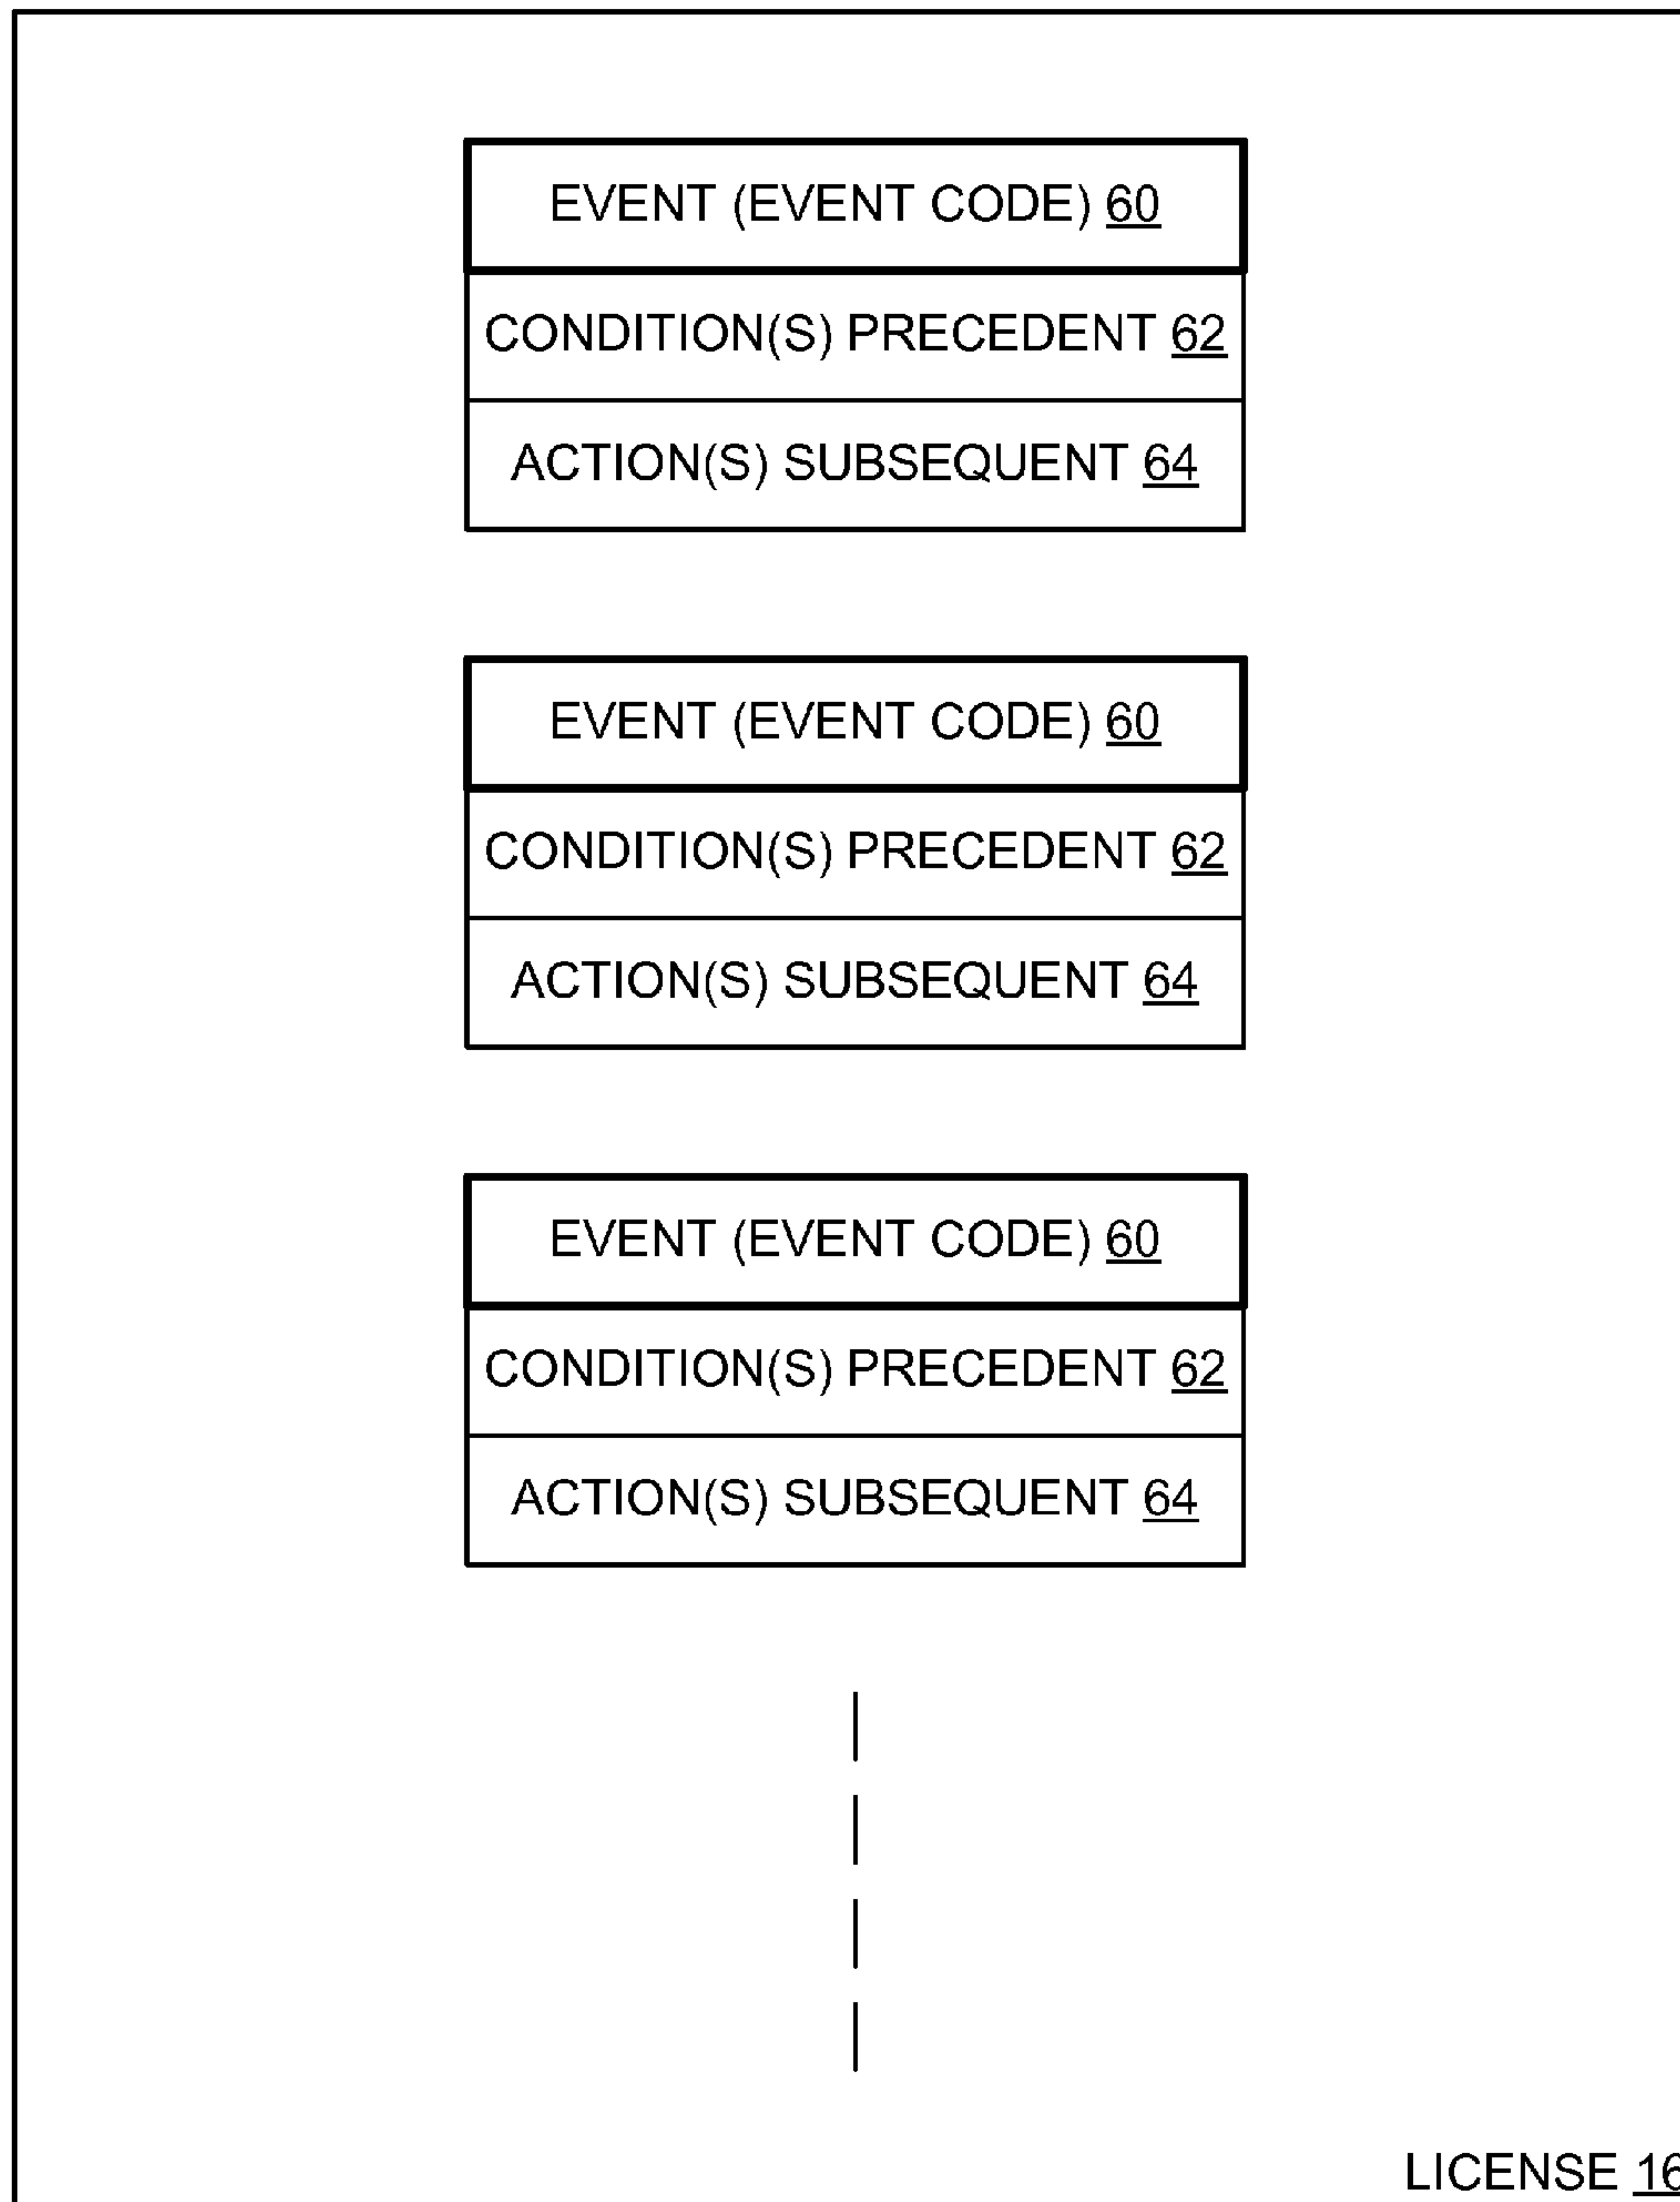 EVENT (EVENT CODE) 60
CONDITION(S) PRECEDENT 62
ACTION(S) SUBSEQUENT 64
EVENT (EVENT CODE) 60
CONDITION(S) PRECEDENT 62
ACTION(S) SUBSEQUENT 64
EVENT (EVENT CODE) 60
CONDITION(S) PRECEDENT 62
ACTION(S) SUBSEQUENT 64
LICENSE 16